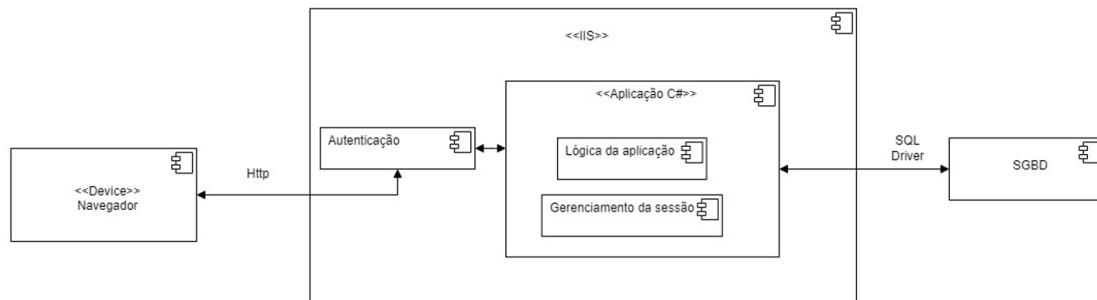 <<IIS>>
<<Aplicação C#>>
Autenticação
Lógica da aplicação
SQL
Driver
SGBD
Http
<<Device>>
Navegador
Gerenciamento da sessão